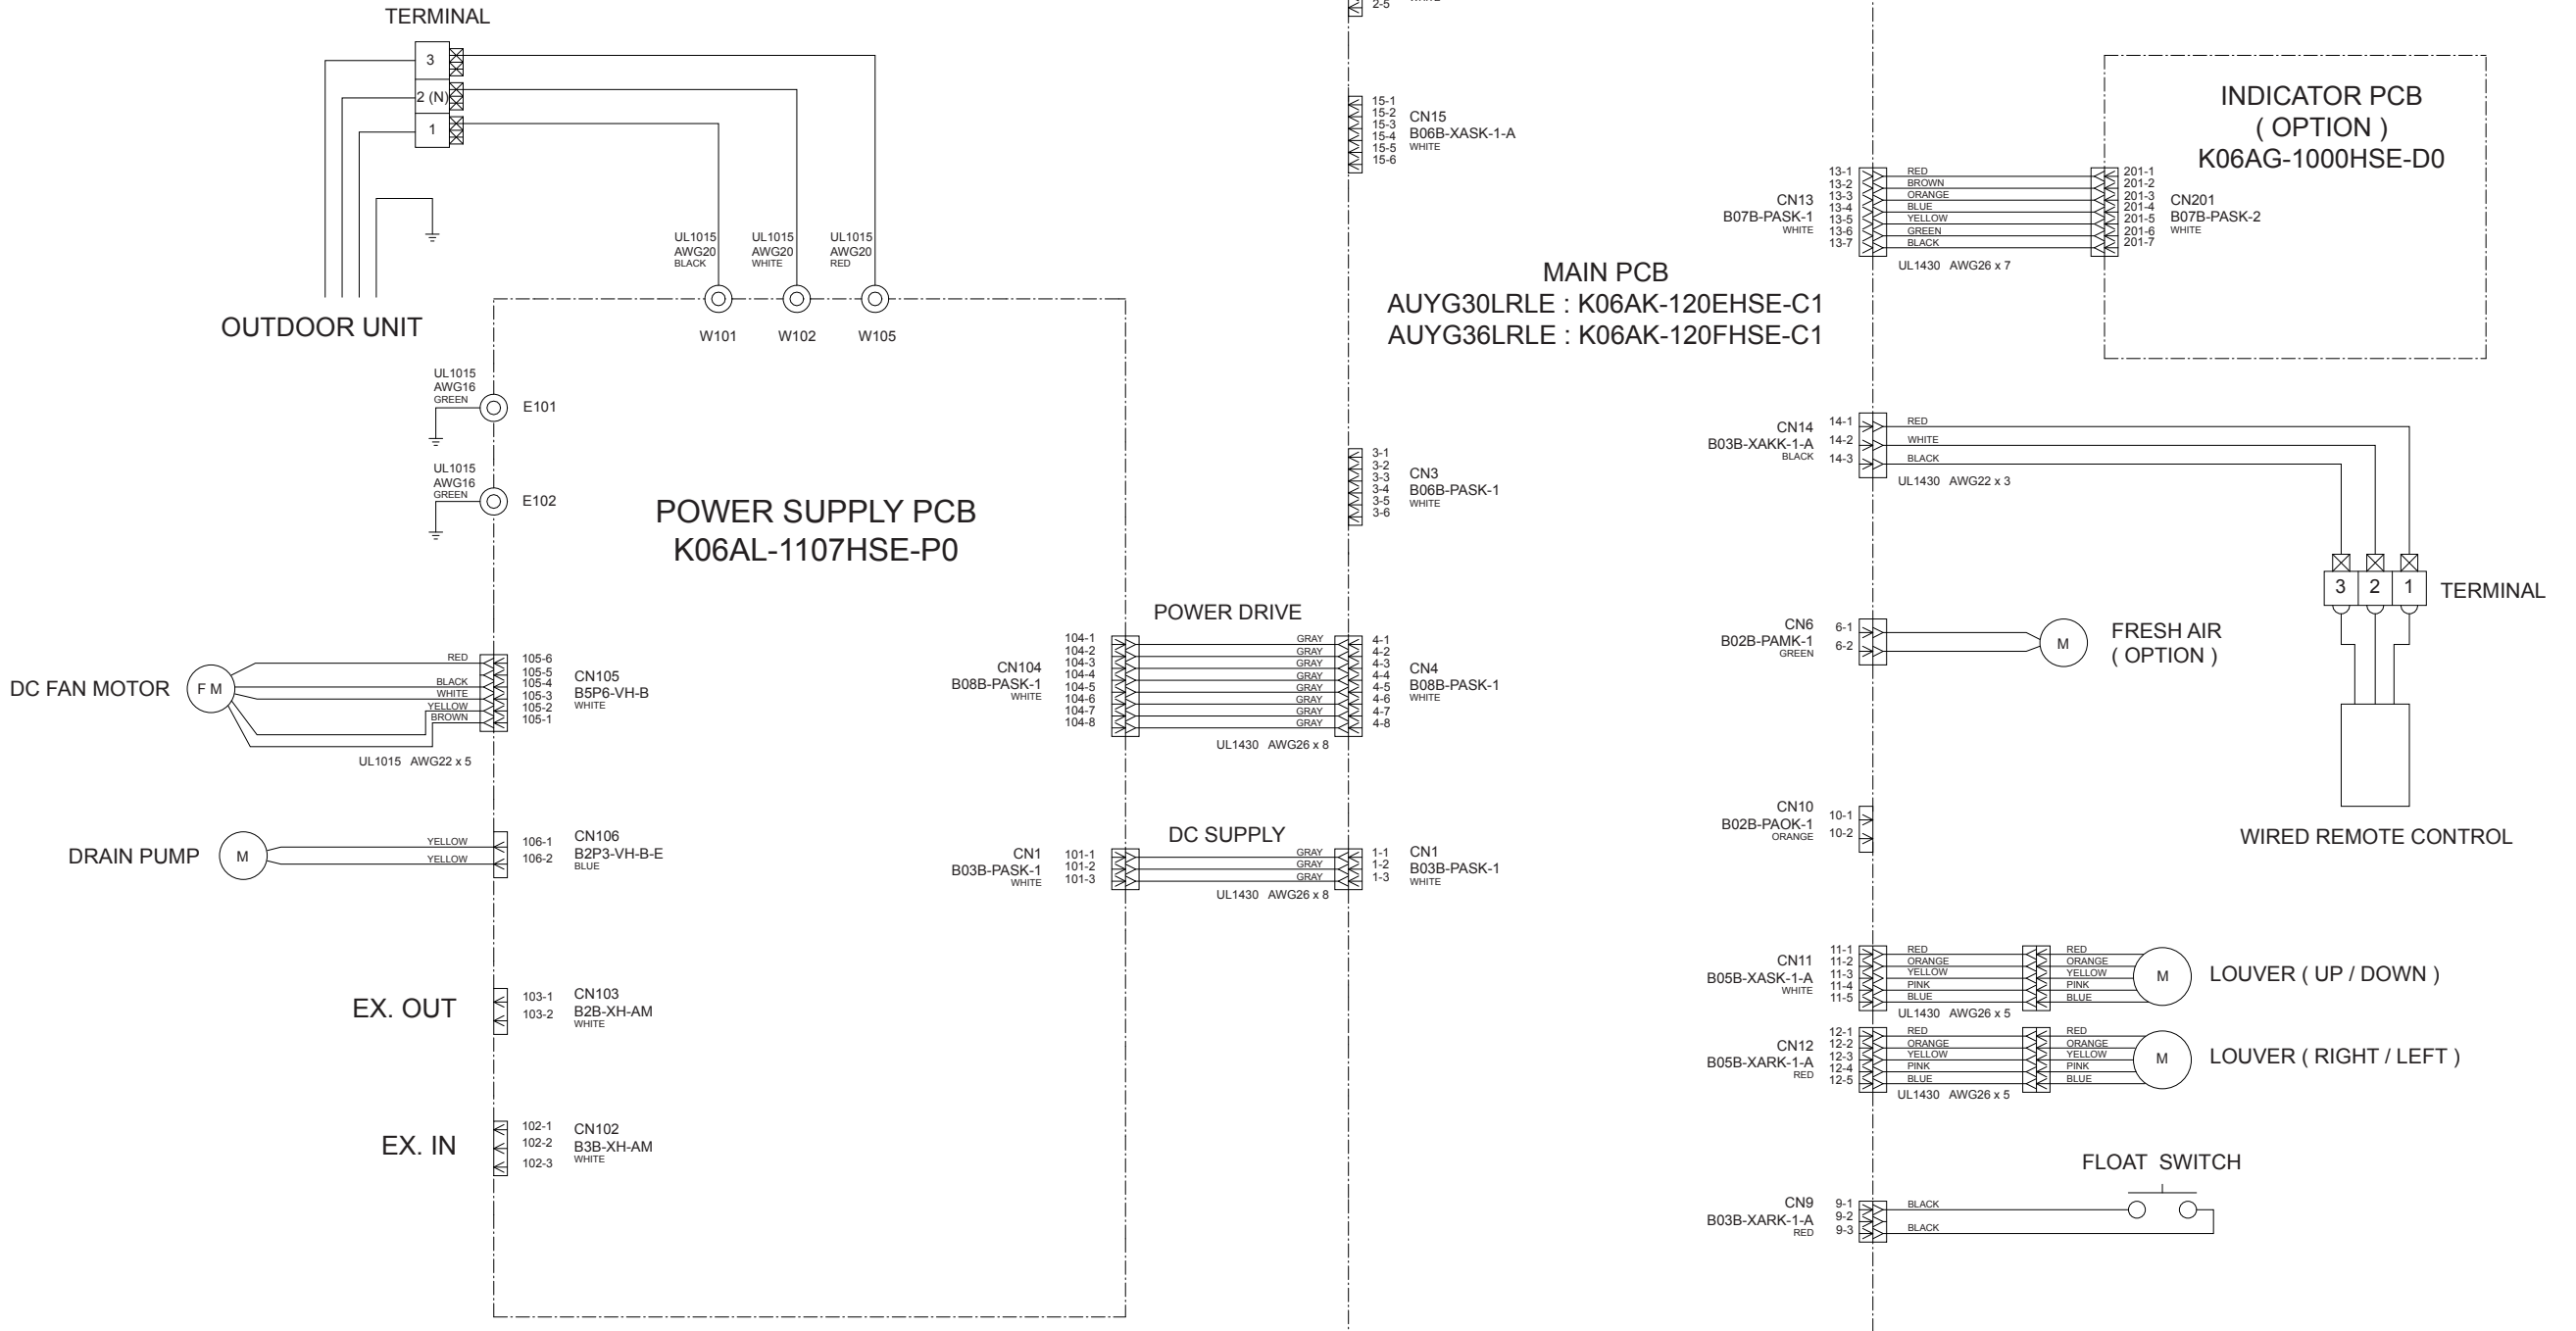 TERMINAL
3
2 (N)
1
OUTDOOR UNIT
UL1015
AWG20
BLACK
UL1015
AWG20
WHITE
UL1015
AWG20
RED
W101
W102
W105
UL1015
AWG16
GREEN
E101
UL1015
AWG16
GREEN
E102
POWER SUPPLY PCB
K06AL-1107HSE-P0
DC FAN MOTOR
F M
RED
BLACK
WHITE
YELLOW
BROWN
UL1015 AWG22 x 5
105-6
105-5
105-4
105-3
105-2
105-1
CN105
B5P6-VH-B
WHITE
DRAIN PUMP
M
YELLOW
YELLOW
106-1
106-2
CN106
B2P3-VH-B-E
BLUE
EX. OUT
103-1
103-2
CN103
B2B-XH-AM
WHITE
EX. IN
102-1
102-2
102-3
CN102
B3B-XH-AM
WHITE
POWER DRIVE
CN104
B08B-PASK-1
WHITE
104-1
104-2
104-3
104-4
104-5
104-6
104-7
104-8
GRAY
GRAY
GRAY
GRAY
GRAY
GRAY
GRAY
GRAY
UL1430 AWG26 x 8
4-1
4-2
4-3
4-4
4-5
4-6
4-7
4-8
CN4
B08B-PASK-1
WHITE
DC SUPPLY
CN1
B03B-PASK-1
WHITE
101-1
101-2
101-3
GRAY
GRAY
GRAY
UL1430 AWG26 x 8
1-1
1-2
1-3
CN1
B03B-PASK-1
WHITE
2-5
15-1
15-2
15-3
15-4
15-5
15-6
CN15
B06B-XASK-1-A
WHITE
3-1
3-2
3-3
3-4
3-5
3-6
CN3
B06B-PASK-1
WHITE
MAIN PCB
AUYG30LRLE : K06AK-120EHSE-C1
AUYG36LRLE : K06AK-120FHSE-C1
CN13
B07B-PASK-1
WHITE
13-1
13-2
13-3
13-4
13-5
13-6
13-7
RED
BROWN
ORANGE
BLUE
YELLOW
GREEN
BLACK
UL1430 AWG26 x 7
201-1
201-2
201-3
201-4
201-5
201-6
201-7
CN201
B07B-PASK-2
WHITE
INDICATOR PCB
( OPTION )
K06AG-1000HSE-D0
CN14
B03B-XAKK-1-A
BLACK
14-1
14-2
14-3
RED
WHITE
BLACK
UL1430 AWG22 x 3
3
2
1
TERMINAL
WIRED REMOTE CONTROL
CN6
B02B-PAMK-1
GREEN
6-1
6-2
M
FRESH AIR
( OPTION )
CN10
B02B-PAOK-1
ORANGE
10-1
10-2
CN11
B05B-XASK-1-A
WHITE
11-1
11-2
11-3
11-4
11-5
RED
ORANGE
YELLOW
PINK
BLUE
UL1430 AWG26 x 5
RED
ORANGE
YELLOW
PINK
BLUE
M
LOUVER ( UP / DOWN )
CN12
B05B-XARK-1-A
RED
12-1
12-2
12-3
12-4
12-5
RED
ORANGE
YELLOW
PINK
BLUE
UL1430 AWG26 x 5
RED
ORANGE
YELLOW
PINK
BLUE
M
LOUVER ( RIGHT / LEFT )
FLOAT SWITCH
CN9
B03B-XARK-1-A
RED
9-1
9-2
9-3
BLACK
BLACK